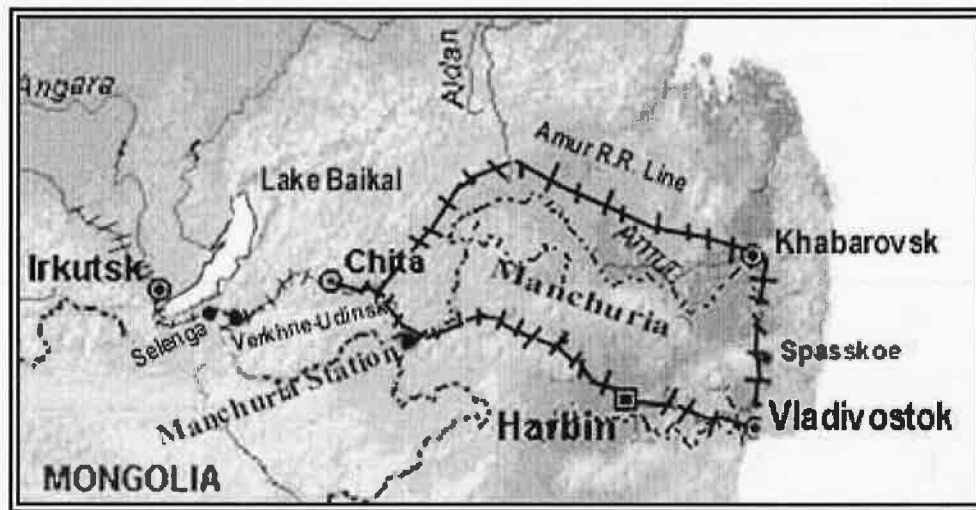 Angara
Aldan
Amur R.R. Line
Lake Baikal
Khabarovsk
Irkutsk
Chita
Amur
Manchuria
Selenga
Verkhne-Udinsk
Spasskoe
Manchuria Station
Harbin
Vladivostok
MONGOLIA